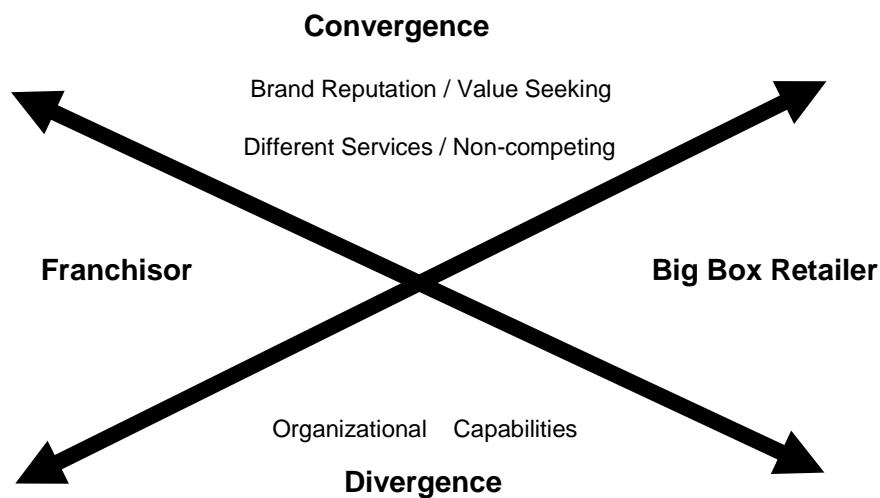 Convergence
Brand Reputation / Value Seeking
Different Services / Non-competing
Franchisor
Big Box Retailer
Organizational Capabilities
Divergence